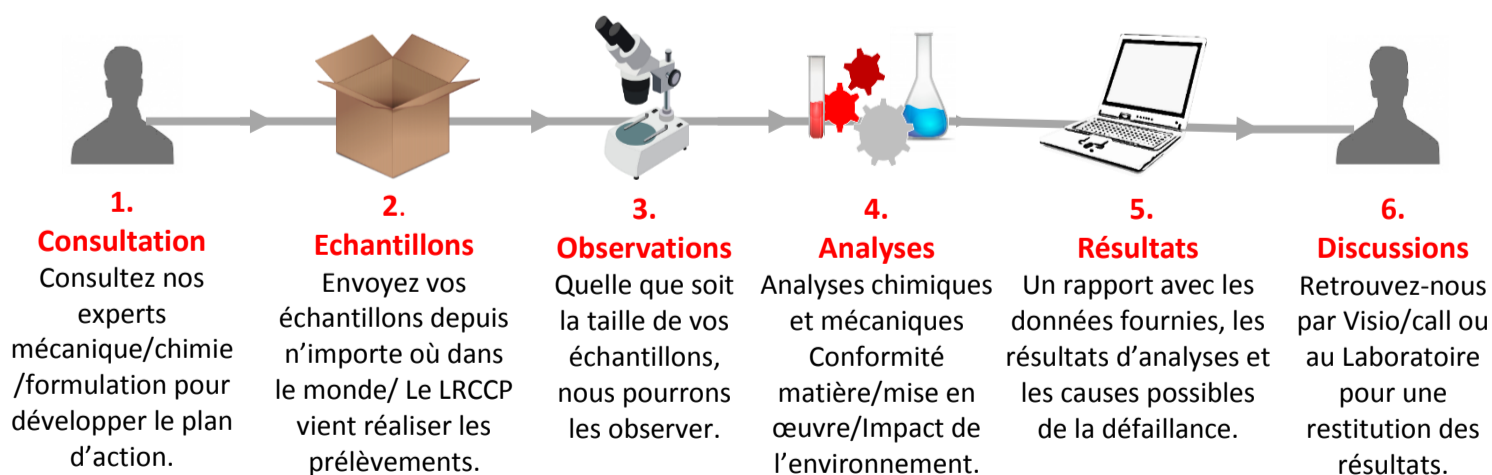 1.
Consultation
Consultez nos
experts
mécanique/chimie
/formulation pour
développer le plan
d’action.
2.
Echantillons
Envoyez vos
échantillons depuis
n’importe où dans
le monde/ Le LRCCP
vient réaliser les
prélèvements.
3.
Observations
Quelle que soit
la taille de vos
échantillons,
nous pourrons
les observer.
4.
Analyses
Analyses chimiques
et mécaniques
Conformité
matière/mise en
œuvre/Impact de
l’environnement.
5.
Résultats
Un rapport avec les
données fournies, les
résultats d’analyses et
les causes possibles
de la défaillance.
6.
Discussions
Retrouvez-nous
par Visio/call ou
au Laboratoire
pour une
restitution des
résultats.